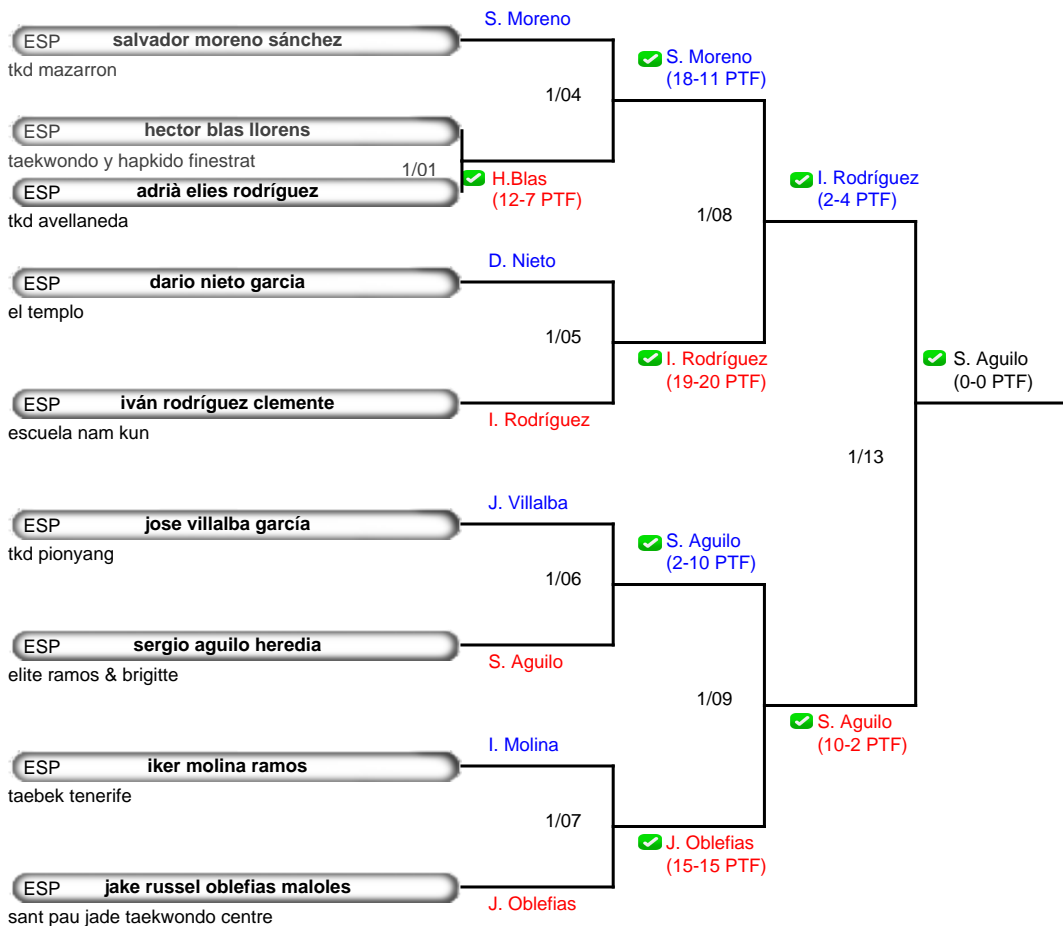 S. Moreno
ESP salvador moreno sánchez
tkd mazarron
S. Moreno
(18-11 PTF)
1/04
ESP hector blas llorens
taekwondo y hapkido finestrat
1/01
H.Blas
(12-7 PTF)
ESP adrià elies rodríguez
tkd avellaneda
I. Rodríguez
(2-4 PTF)
1/08
D. Nieto
ESP dario nieto garcia
el templo
1/05
I. Rodríguez
(19-20 PTF)
S. Aguilo
(0-0 PTF)
ESP iván rodríguez clemente
escuela nam kun
I. Rodríguez
1/13
J. Villalba
ESP jose villalba garcía
tkd pionyang
S. Aguilo
(2-10 PTF)
1/06
ESP sergio aguilo heredia
elite ramos & brigitte
S. Aguilo
1/09
S. Aguilo
(10-2 PTF)
I. Molina
ESP iker molina ramos
taebek tenerife
1/07
J. Oblefias
(15-15 PTF)
ESP jake russel oblefias maloles
sant pau jade taekwondo centre
J. Oblefias